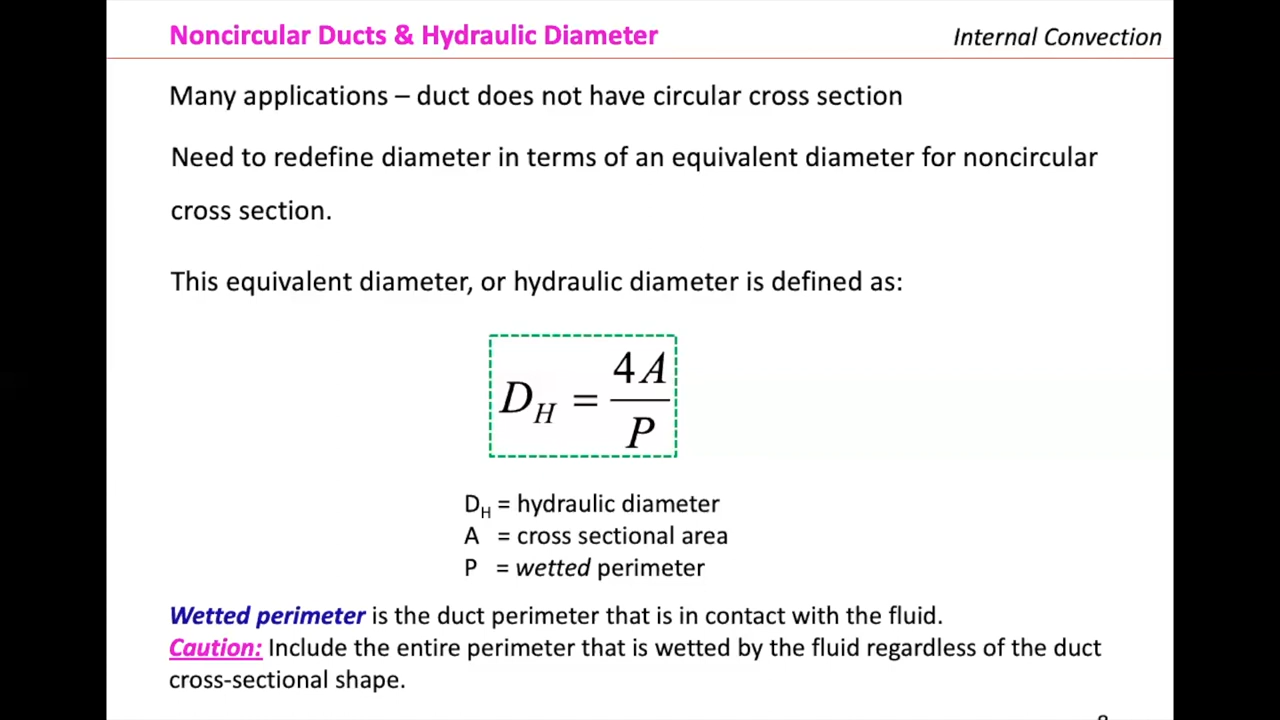 Noncircular Ducts & Hydraulic Diameter
Internal Convection
Many applications – duct does not have circular cross section
Need to redefine diameter in terms of an equivalent diameter for noncircular
cross section.
This equivalent diameter, or hydraulic diameter is defined as:
D_H = 4A / P
D_H = hydraulic diameter
A = cross sectional area
P = wetted perimeter
Wetted perimeter is the duct perimeter that is in contact with the fluid.
Caution: Include the entire perimeter that is wetted by the fluid regardless of the duct
cross-sectional shape.